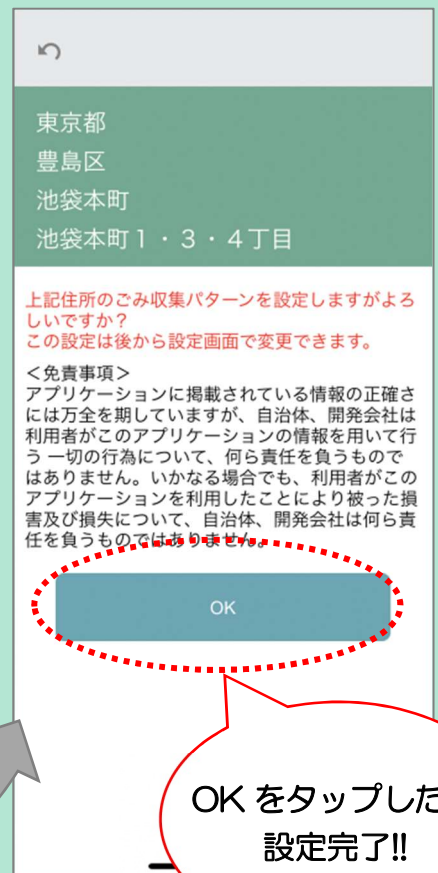 東京都
豊島区
池袋本町
池袋本町1・3・4丁目
上記住所のごみ収集パターンを設定しますがよろ
しいですか?
この設定は後から設定画面で変更できます。
<免責事項>
アプリケーションに掲載されている情報の正確さ
には万全を期していますが、自治体、開発会社は
利用者がこのアプリケーションの情報を用いて行
う一切の行為について、何ら責任を負うもので
はありません。いかなる場合でも、利用者がこの
アプリケーションを利用したことにより被った損
害及び損失について、自治体、開発会社は何ら責
任を負うものではありません。
OK
OKをタップした
設定完了!!